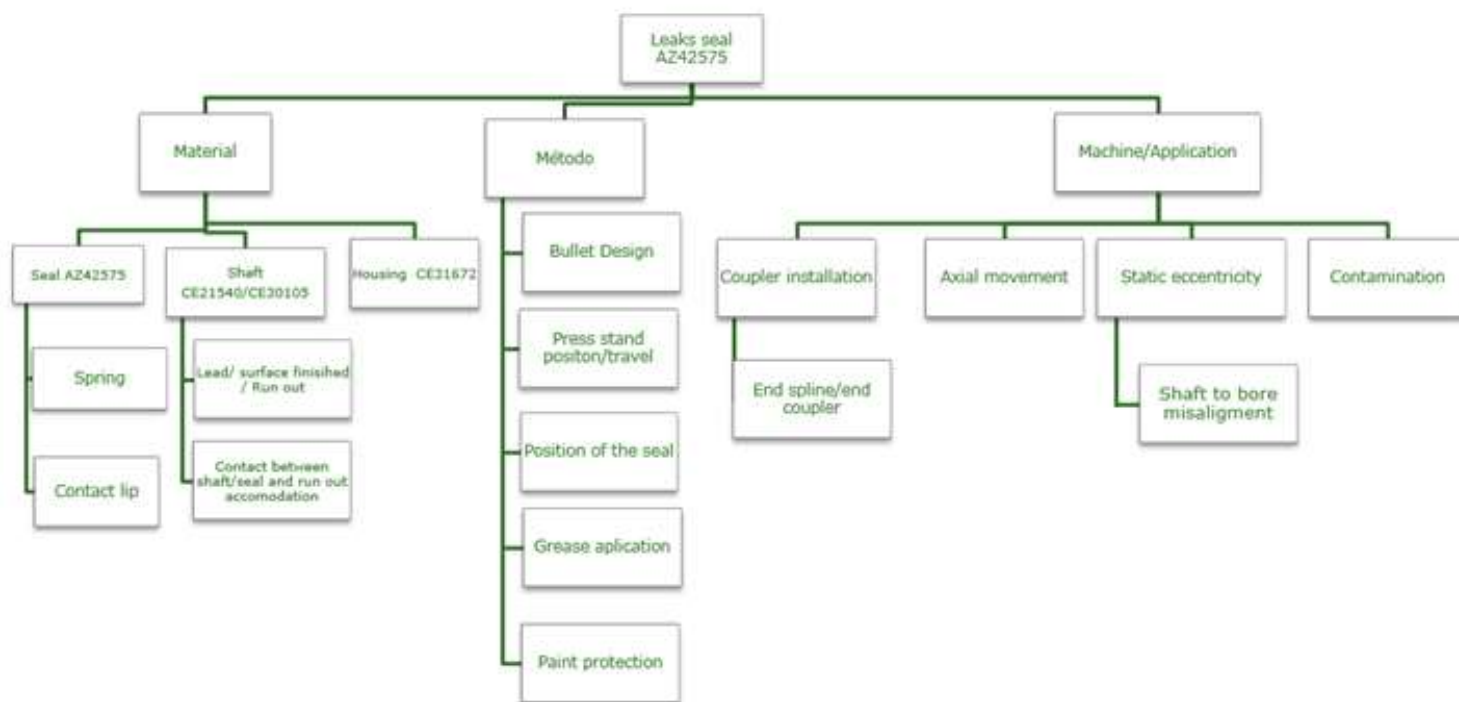 Leaks seal
AZ42575
Material
Método
Machine/Application
Seal AZ42575
Shaft
CE21540/CE30105
Housing CE31672
Bullet Design
Coupler installation
Axial movement
Static eccentricity
Contamination
Spring
Lead/ surface finisihed
/ Run out
Press stand
positon/travel
End spline/end
coupler
Shaft to bore
misaligment
Contact lip
Contact between
shaft/seal and run out
accomodation
Position of the seal
Grease aplication
Paint protection